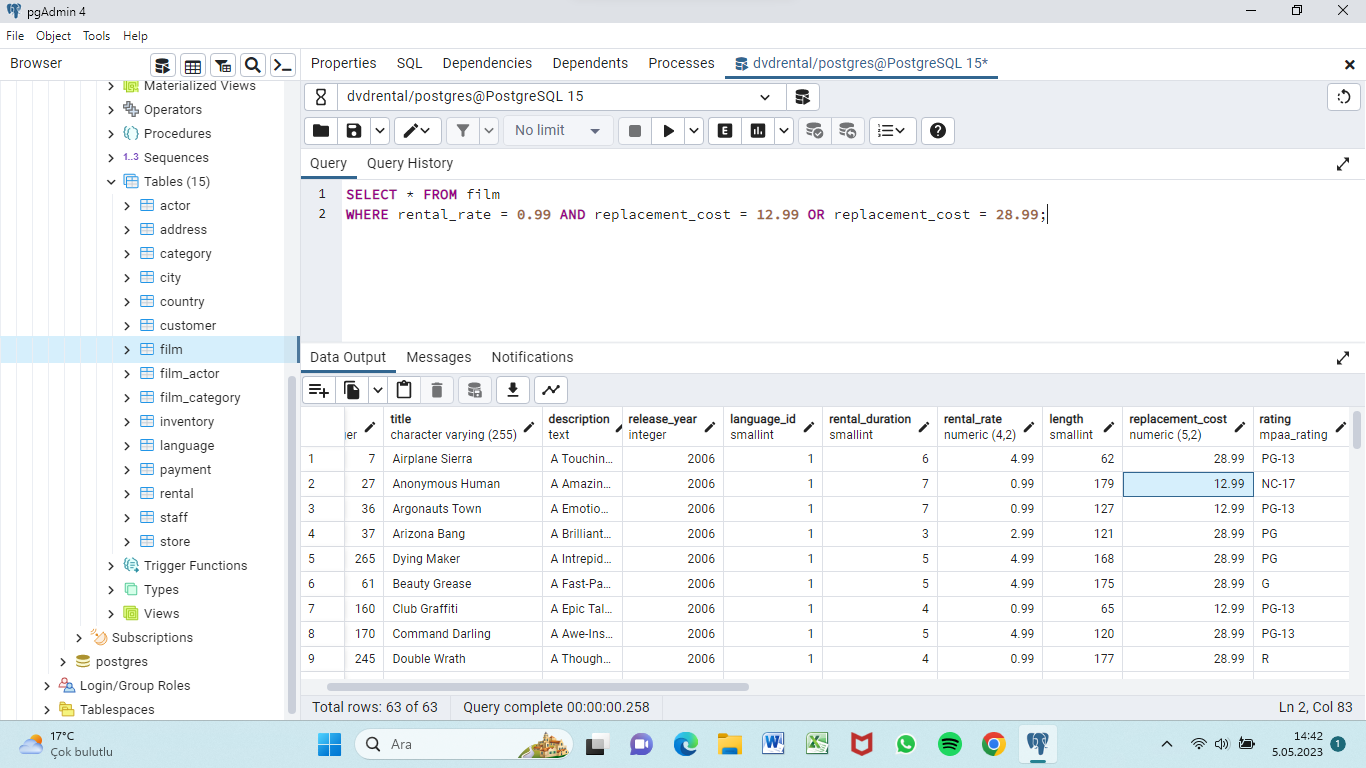 pgAdmin 4
File Object Tools Help
Browser
Materialized Views
Operators
Procedures
1..3 Sequences
Tables (15)
actor
address
category
city
country
customer
film
film_actor
film_category
inventory
language
payment
rental
staff
store
Trigger Functions
Types
Views
Subscriptions
postgres
Login/Group Roles
Tablespaces
Properties SQL Dependencies Dependents Processes dvdrental/postgres@PostgreSQL 15*
dvdrental/postgres@PostgreSQL 15
No limit E
Query Query History
1 SELECT * FROM film
2 WHERE rental_rate = 0.99 AND replacement_cost = 12.99 OR replacement_cost = 28.99;
Data Output Messages Notifications
title description release_year language_id rental_duration rental_rate length replacement_cost rating
er character varying (255) text integer smallint smallint numeric (4,2) smallint numeric (5,2) mpaa_rating
1 7 Airplane Sierra A Touchin... 2006 1 6 4.99 62 28.99 PG-13
2 27 Anonymous Human A Amazin... 2006 1 7 0.99 179 12.99 NC-17
3 36 Argonauts Town A Emotio... 2006 1 7 0.99 127 12.99 PG-13
4 37 Arizona Bang A Brilliant... 2006 1 3 2.99 121 28.99 PG
5 265 Dying Maker A Intrepid... 2006 1 5 4.99 168 28.99 PG
6 61 Beauty Grease A Fast-Pa... 2006 1 5 4.99 175 28.99 G
7 160 Club Graffiti A Epic Tal... 2006 1 4 0.99 65 12.99 PG-13
8 170 Command Darling A Awe-Ins... 2006 1 5 4.99 120 28.99 PG-13
9 245 Double Wrath A Though... 2006 1 4 0.99 177 28.99 R
Total rows: 63 of 63 Query complete 00:00:00.258 Ln 2, Col 83
17°C
Çok bulutlu
Ara
14:42
5.05.2023
1